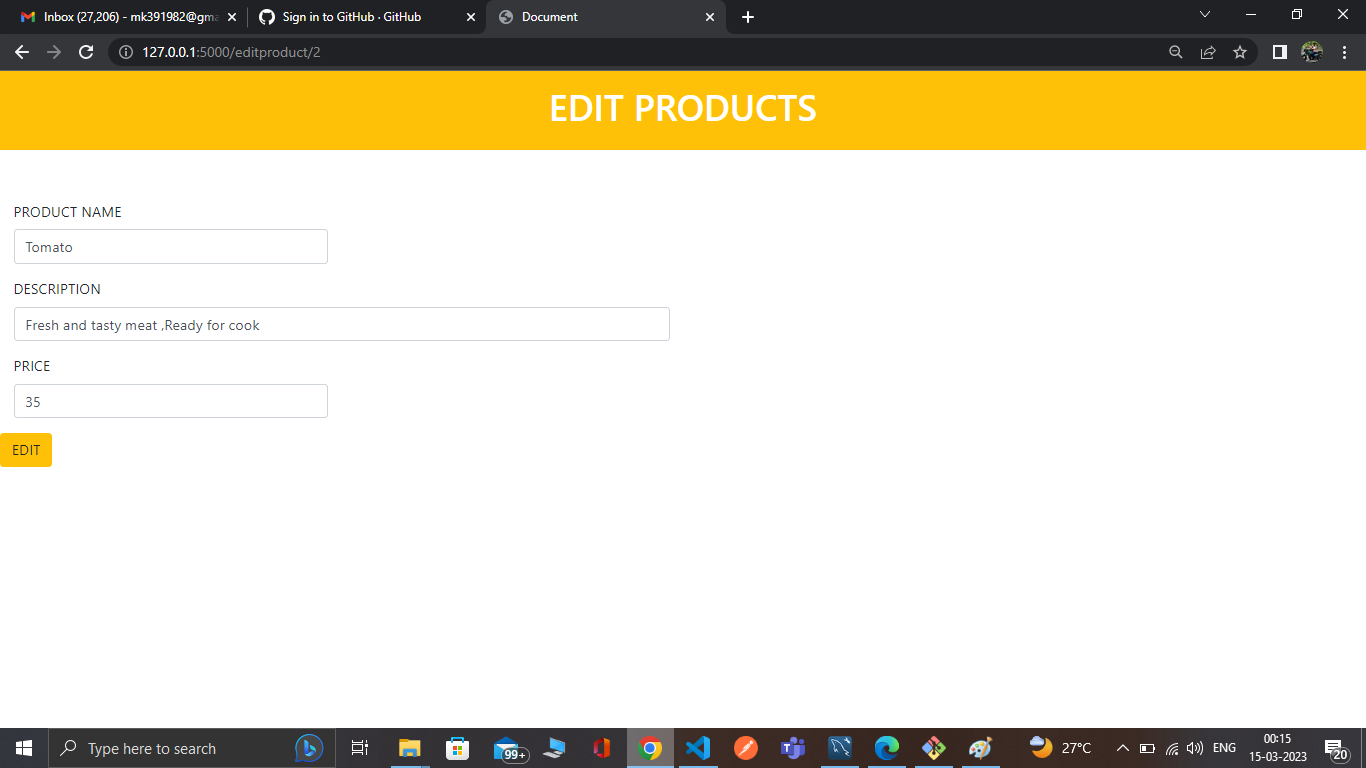 Inbox (27,206) - mk391982@gma
Sign in to GitHub · GitHub
Document
127.0.0.1:5000/editproduct/2
EDIT PRODUCTS
PRODUCT NAME
Tomato
DESCRIPTION
Fresh and tasty meat ,Ready for cook
PRICE
35
EDIT
Type here to search
99+
27°C
ENG
00:15
15-03-2023
20